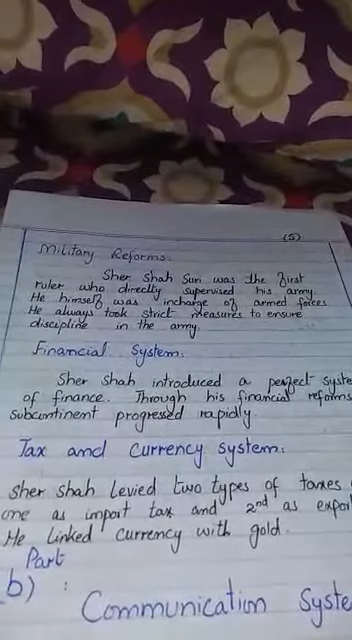 (5)
Military Reforms.
Sher Shah Suri was the first
ruler who directly supervised his army.
He himself was incharge of armed forces
He always took strict measures to ensure
discipline in the army.
Financial System.
Sher Shah introduced a perfect syste
of finance. Through his financial reforms
subcontinent progressed rapidly.
Tax and currency system.
Sher Shah levied two types of taxes
one as import tax and 2nd as expor
He linked currency with gold.
Part
b) :
Communication Syste